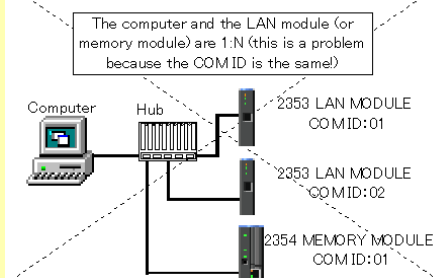 The computer and the LAN module (or
memory module) are 1:N (this is a problem
because the COM ID is the same!)
Computer
Hub
2353 LAN MODULE
COM ID:01
2353 LAN MODULE
COM ID:02
2354 MEMORY MODULE
COM ID:01